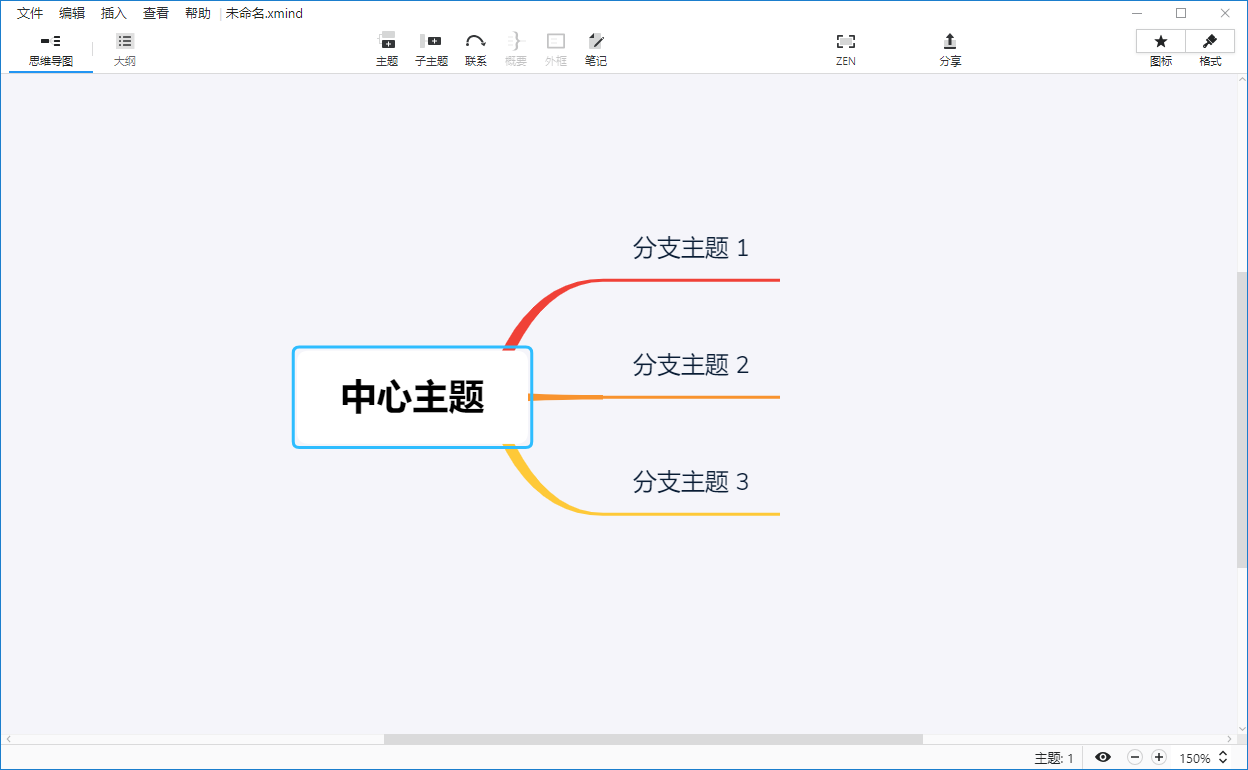 文件 编辑 插入 查看 帮助 未命名.xmind
思维导图 大纲 主题 子主题 联系 概要 外框 笔记 ZEN 分享 图标 格式
分支主题 1
分支主题 2
中心主题
分支主题 3
主题: 1 150%